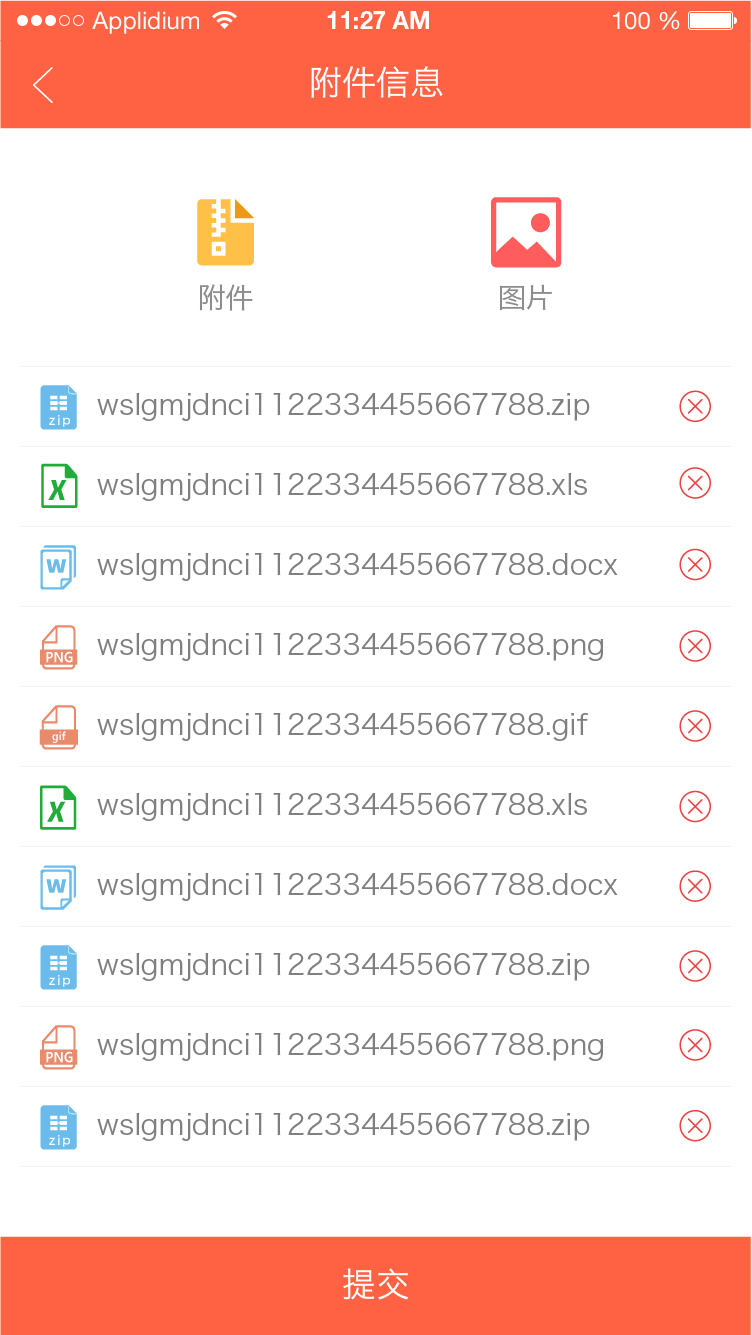 Applidium 11:27 AM 100 %
附件信息
附件 图片
zip wslgmjdnci1122334455667788.zip
X wslgmjdnci1122334455667788.xls
W wslgmjdnci1122334455667788.docx
PNG wslgmjdnci1122334455667788.png
gif wslgmjdnci1122334455667788.gif
X wslgmjdnci1122334455667788.xls
W wslgmjdnci1122334455667788.docx
zip wslgmjdnci1122334455667788.zip
PNG wslgmjdnci1122334455667788.png
zip wslgmjdnci1122334455667788.zip
提交